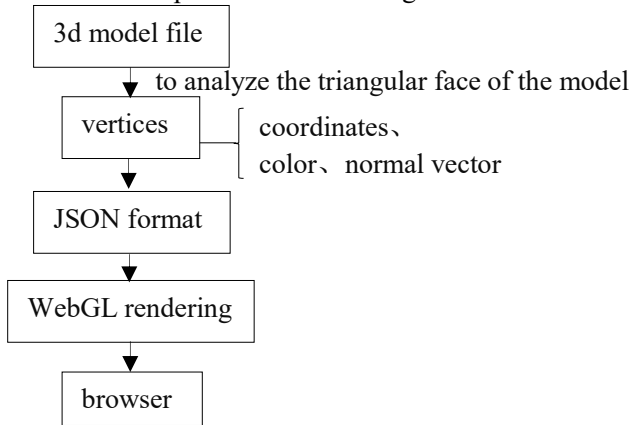 3d model file
to analyze the triangular face of the model
vertices
coordinates、
color、normal vector
JSON format
WebGL rendering
browser